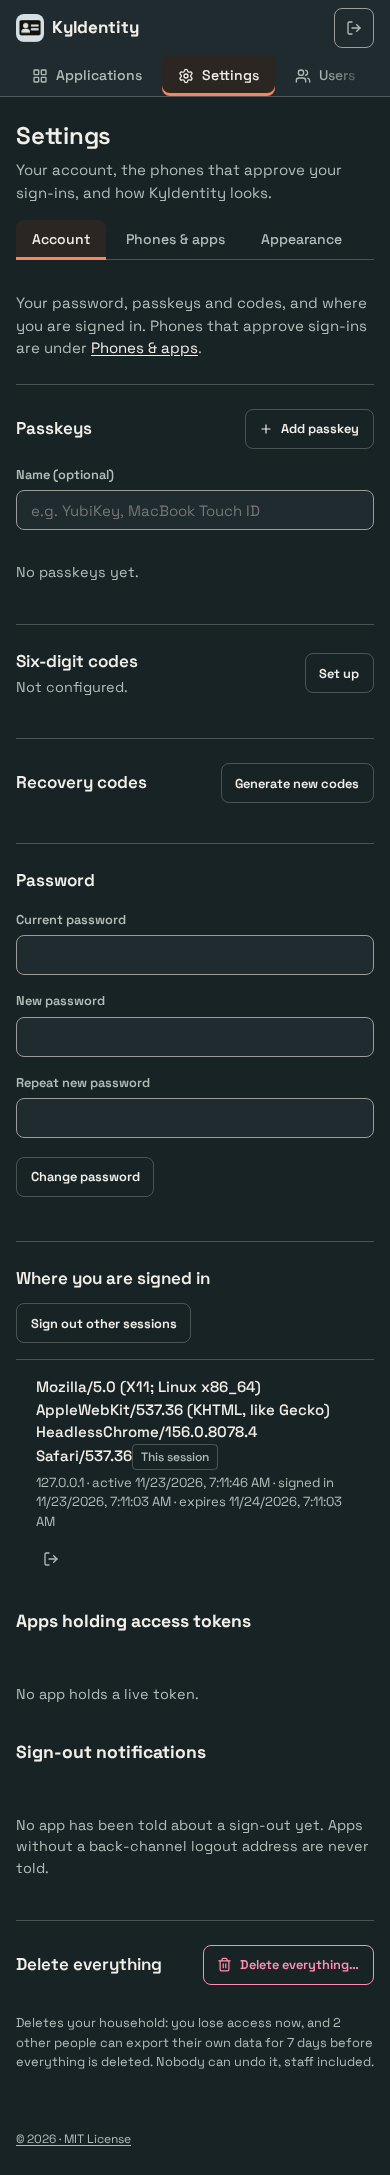 KyIdentity
Applications
Settings
Users
Settings
Your account, the phones that approve your
sign-ins, and how KyIdentity looks.
Account
Phones & apps
Appearance
Your password, passkeys and codes, and where
you are signed in. Phones that approve sign-ins
are under Phones & apps.
Passkeys
Add passkey
Name (optional)
e.g. YubiKey, MacBook Touch ID
No passkeys yet.
Six-digit codes
Not configured.
Set up
Recovery codes
Generate new codes
Password
Current password
New password
Repeat new password
Change password
Where you are signed in
Sign out other sessions
Mozilla/5.0 (X11; Linux x86_64)
AppleWebKit/537.36 (KHTML, like Gecko)
HeadlessChrome/156.0.8078.4
Safari/537.36 This session
127.0.0.1 · active 11/23/2026, 7:11:46 AM · signed in
11/23/2026, 7:11:03 AM · expires 11/24/2026, 7:11:03
AM
Apps holding access tokens
No app holds a live token.
Sign-out notifications
No app has been told about a sign-out yet. Apps
without a back-channel logout address are never
told.
Delete everything
Delete everything...
Deletes your household: you lose access now, and 2
other people can export their own data for 7 days before
everything is deleted. Nobody can undo it, staff included.
© 2026 · MIT License